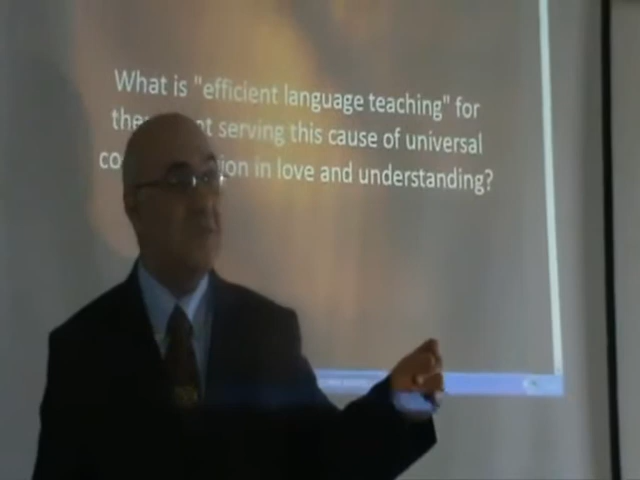 What is "efficient language teaching" for
serving this cause of universal
in love and understanding?